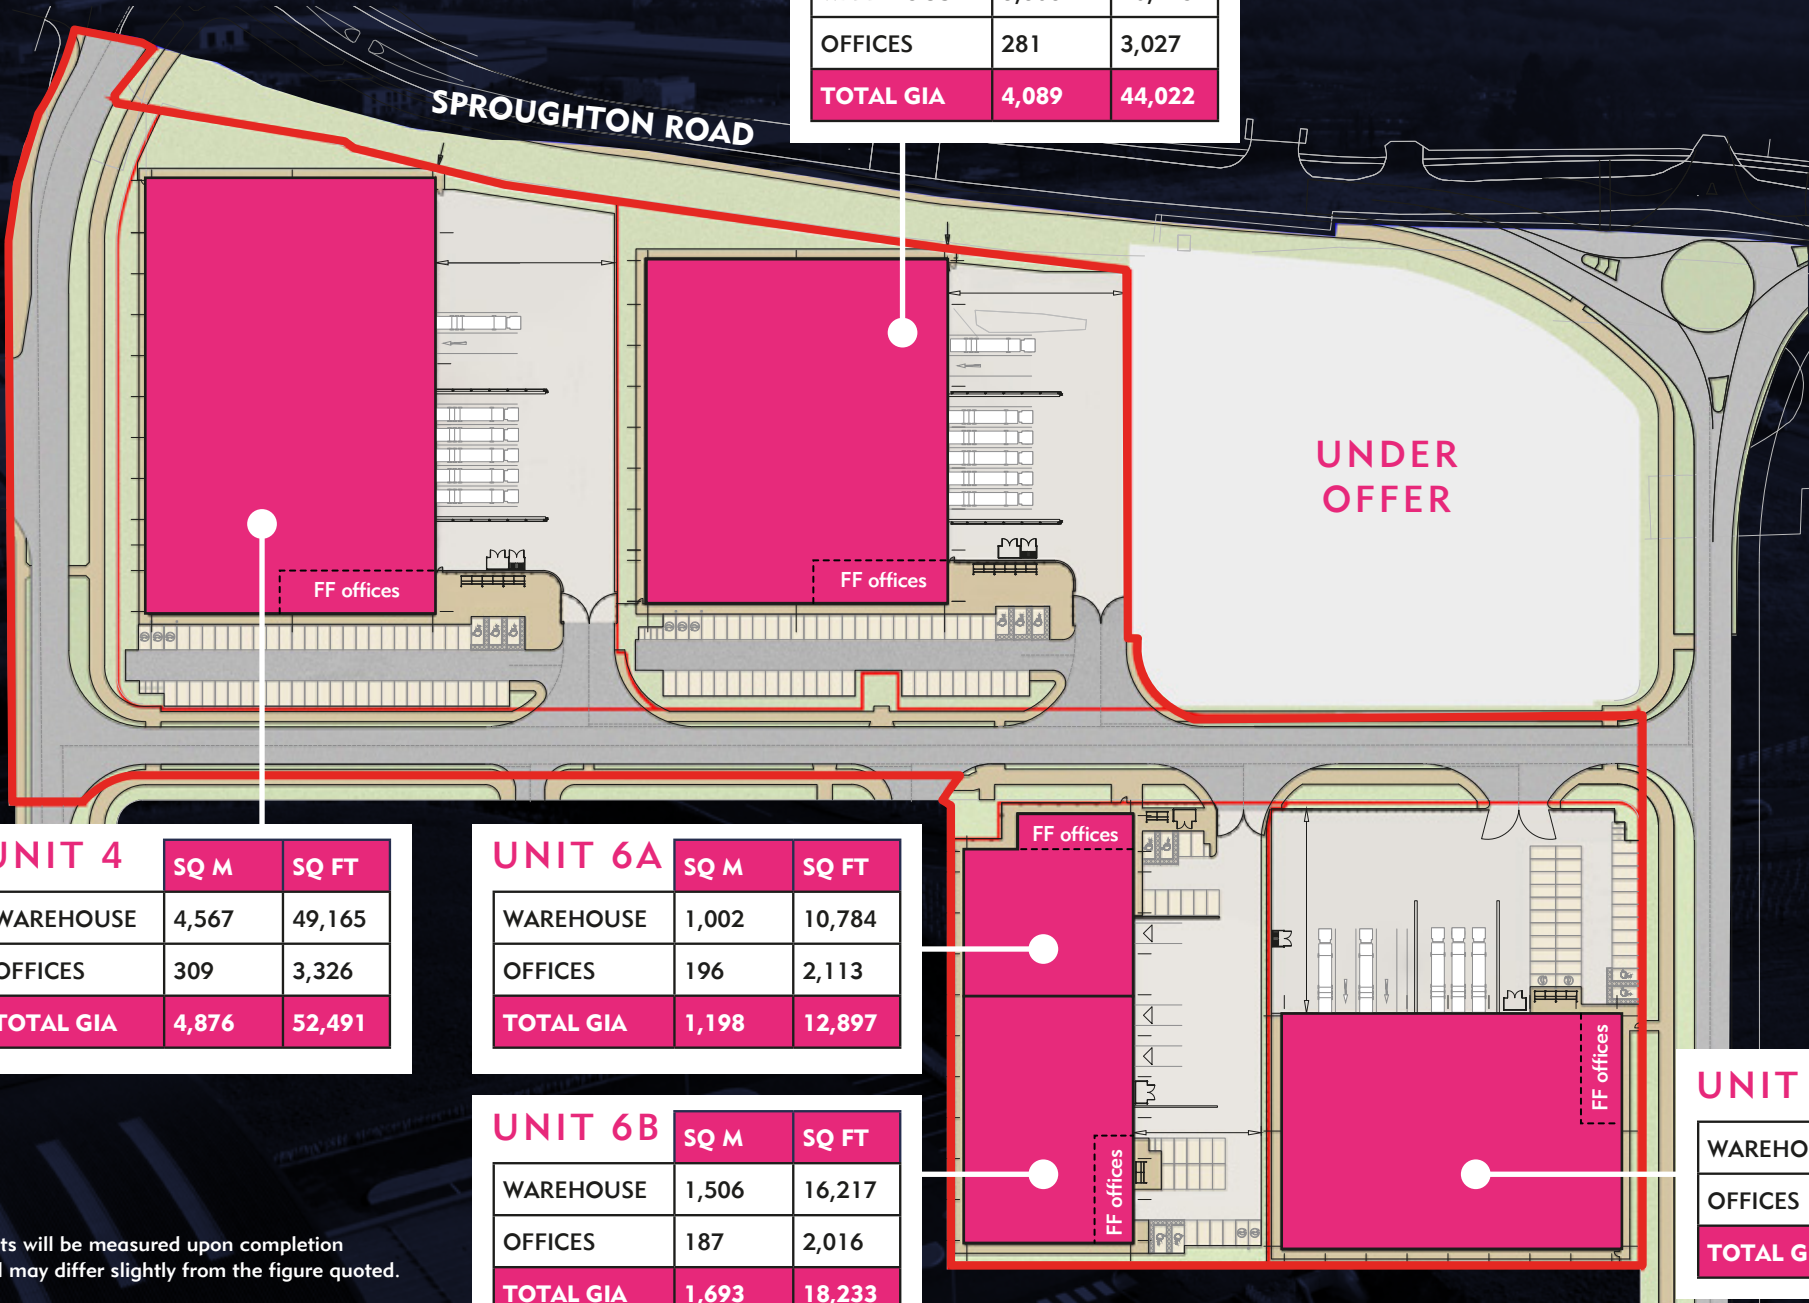 OFFICES 281 3,027
TOTAL GIA 4,089 44,022
SPROUGHTON ROAD
UNDER
OFFER
FF offices
FF offices
UNIT 4 SQ M SQ FT
WAREHOUSE 4,567 49,165
OFFICES 309 3,326
TOTAL GIA 4,876 52,491
UNIT 6A SQ M SQ FT
WAREHOUSE 1,002 10,784
OFFICES 196 2,113
TOTAL GIA 1,198 12,897
FF offices
FF offices
UNIT 6B SQ M SQ FT
WAREHOUSE 1,506 16,217
OFFICES 187 2,016
TOTAL GIA 1,693 18,233
FF offices
UNIT
WAREHO
OFFICES
TOTAL G
ts will be measured upon completion
may differ slightly from the figure quoted.